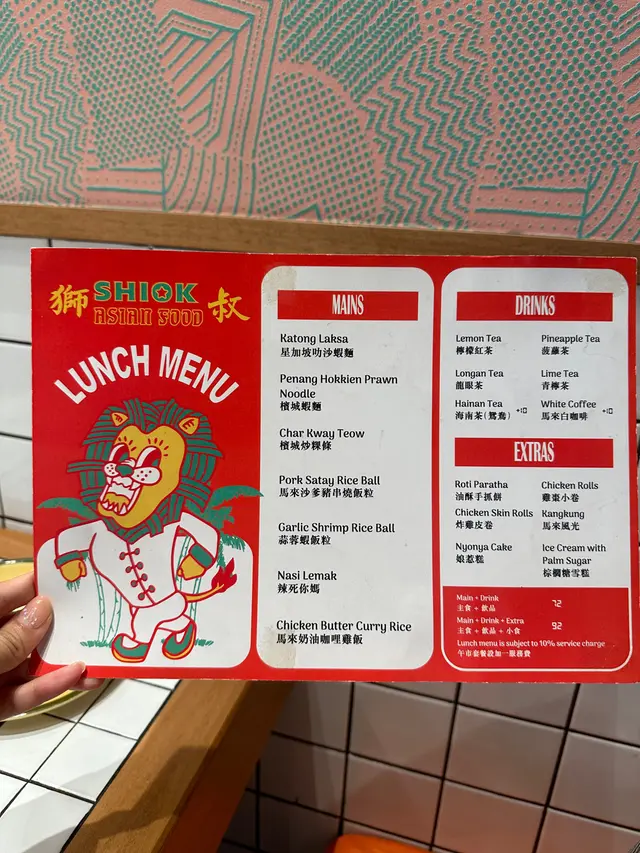 獅 SHIOK 叔
ASIAN FOOD
LUNCH MENU
MAINS
Katong Laksa
星加坡叻沙蝦麵
Penang Hokkien Prawn
Noodle
檳城蝦麵
Char Kway Teow
檳城炒粿條
Pork Satay Rice Ball
馬來沙爹豬串燒飯粒
Garlic Shrimp Rice Ball
蒜蓉蝦飯粒
Nasi Lemak
辣死你媽
Chicken Butter Curry Rice
馬來奶油咖哩雞飯
DRINKS
Lemon Tea
檸檬紅茶
Pineapple Tea
菠蘿茶
Longan Tea
龍眼茶
Lime Tea
青檸茶
Hainan Tea
海南茶(鴛鴦) +10
White Coffee
馬來白咖啡 +10
EXTRAS
Roti Paratha
油酥手抓餅
Chicken Rolls
雞棗小卷
Chicken Skin Rolls
炸雞皮卷
Kangkung
馬來風光
Nyonya Cake
娘惹糕
Ice Cream with
Palm Sugar
棕櫚糖雪糕
Main + Drink 72
主食 + 飲品
Main + Drink + Extra 92
主食 + 飲品 + 小食
Lunch menu is subject to 10% service charge
午市套餐設加一服務費